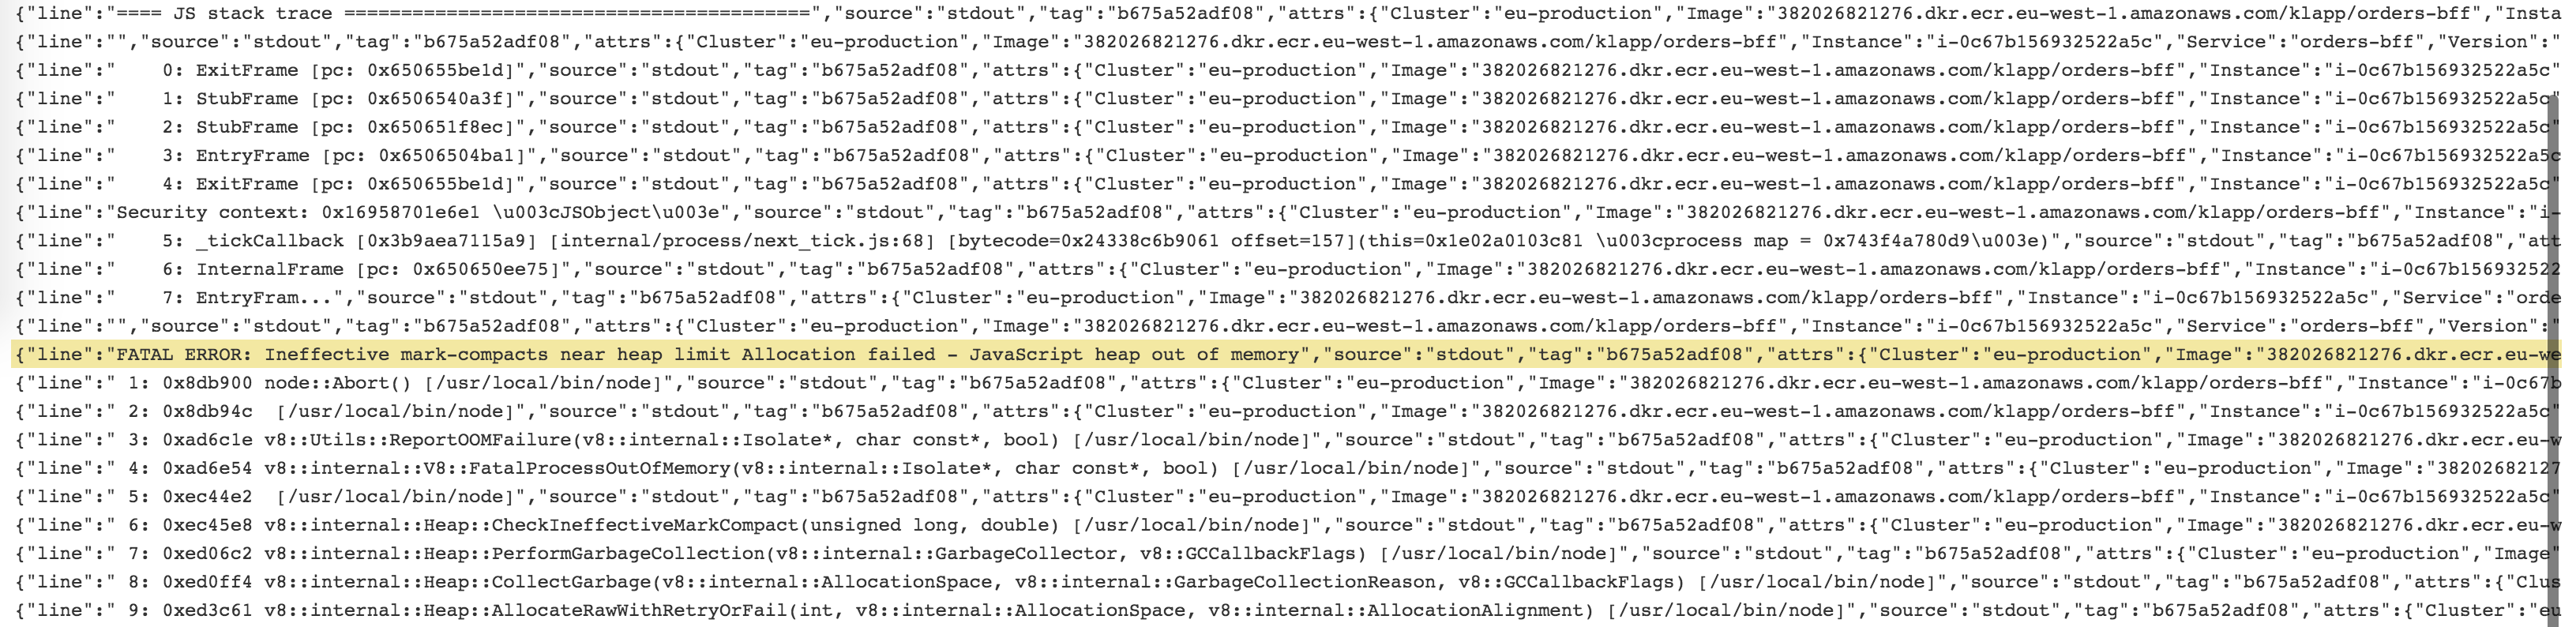 {"line":"==== JS stack trace =========================================","source":"stdout","tag":"b675a52adf08","attrs":{"Cluster":"eu-production","Image":"382026821276.dkr.ecr.eu-west-1.amazonaws.com/klapp/orders-bff","Insta
{"line":"","source":"stdout","tag":"b675a52adf08","attrs":{"Cluster":"eu-production","Image":"382026821276.dkr.ecr.eu-west-1.amazonaws.com/klapp/orders-bff","Instance":"i-0c67b156932522a5c","Service":"orders-bff","Version":"
{"line":"    0: ExitFrame [pc: 0x650655be1d]","source":"stdout","tag":"b675a52adf08","attrs":{"Cluster":"eu-production","Image":"382026821276.dkr.ecr.eu-west-1.amazonaws.com/klapp/orders-bff","Instance":"i-0c67b156932522a5c"
{"line":"    1: StubFrame [pc: 0x6506540a3f]","source":"stdout","tag":"b675a52adf08","attrs":{"Cluster":"eu-production","Image":"382026821276.dkr.ecr.eu-west-1.amazonaws.com/klapp/orders-bff","Instance":"i-0c67b156932522a5c"
{"line":"    2: StubFrame [pc: 0x650651f8ec]","source":"stdout","tag":"b675a52adf08","attrs":{"Cluster":"eu-production","Image":"382026821276.dkr.ecr.eu-west-1.amazonaws.com/klapp/orders-bff","Instance":"i-0c67b156932522a5c"
{"line":"    3: EntryFrame [pc: 0x6506504ba1]","source":"stdout","tag":"b675a52adf08","attrs":{"Cluster":"eu-production","Image":"382026821276.dkr.ecr.eu-west-1.amazonaws.com/klapp/orders-bff","Instance":"i-0c67b156932522a5c
{"line":"    4: ExitFrame [pc: 0x650655be1d]","source":"stdout","tag":"b675a52adf08","attrs":{"Cluster":"eu-production","Image":"382026821276.dkr.ecr.eu-west-1.amazonaws.com/klapp/orders-bff","Instance":"i-0c67b156932522a5c"
{"line":"Security context: 0x16958701e6e1 \u003cJSObject\u003e","source":"stdout","tag":"b675a52adf08","attrs":{"Cluster":"eu-production","Image":"382026821276.dkr.ecr.eu-west-1.amazonaws.com/klapp/orders-bff","Instance":"i-
{"line":"    5: _tickCallback [0x3b9aea7115a9] [internal/process/next_tick.js:68] [bytecode=0x24338c6b9061 offset=157](this=0x1e02a0103c81 \u003cprocess map = 0x743f4a780d9\u003e)","source":"stdout","tag":"b675a52adf08","att
{"line":"    6: InternalFrame [pc: 0x650650ee75]","source":"stdout","tag":"b675a52adf08","attrs":{"Cluster":"eu-production","Image":"382026821276.dkr.ecr.eu-west-1.amazonaws.com/klapp/orders-bff","Instance":"i-0c67b156932522
{"line":"    7: EntryFram...","source":"stdout","tag":"b675a52adf08","attrs":{"Cluster":"eu-production","Image":"382026821276.dkr.ecr.eu-west-1.amazonaws.com/klapp/orders-bff","Instance":"i-0c67b156932522a5c","Service":"orde
{"line":"","source":"stdout","tag":"b675a52adf08","attrs":{"Cluster":"eu-production","Image":"382026821276.dkr.ecr.eu-west-1.amazonaws.com/klapp/orders-bff","Instance":"i-0c67b156932522a5c","Service":"orders-bff","Version":"
{"line":"FATAL ERROR: Ineffective mark-compacts near heap limit Allocation failed - JavaScript heap out of memory","source":"stdout","tag":"b675a52adf08","attrs":{"Cluster":"eu-production","Image":"382026821276.dkr.ecr.eu-we
{"line":" 1: 0x8db900 node::Abort() [/usr/local/bin/node]","source":"stdout","tag":"b675a52adf08","attrs":{"Cluster":"eu-production","Image":"382026821276.dkr.ecr.eu-west-1.amazonaws.com/klapp/orders-bff","Instance":"i-0c67b
{"line":" 2: 0x8db94c  [/usr/local/bin/node]","source":"stdout","tag":"b675a52adf08","attrs":{"Cluster":"eu-production","Image":"382026821276.dkr.ecr.eu-west-1.amazonaws.com/klapp/orders-bff","Instance":"i-0c67b156932522a5c"
{"line":" 3: 0xad6c1e v8::Utils::ReportOOMFailure(v8::internal::Isolate*, char const*, bool) [/usr/local/bin/node]","source":"stdout","tag":"b675a52adf08","attrs":{"Cluster":"eu-production","Image":"382026821276.dkr.ecr.eu-w
{"line":" 4: 0xad6e54 v8::internal::V8::FatalProcessOutOfMemory(v8::internal::Isolate*, char const*, bool) [/usr/local/bin/node]","source":"stdout","tag":"b675a52adf08","attrs":{"Cluster":"eu-production","Image":"38202682127
{"line":" 5: 0xec44e2  [/usr/local/bin/node]","source":"stdout","tag":"b675a52adf08","attrs":{"Cluster":"eu-production","Image":"382026821276.dkr.ecr.eu-west-1.amazonaws.com/klapp/orders-bff","Instance":"i-0c67b156932522a5c"
{"line":" 6: 0xec45e8 v8::internal::Heap::CheckIneffectiveMarkCompact(unsigned long, double) [/usr/local/bin/node]","source":"stdout","tag":"b675a52adf08","attrs":{"Cluster":"eu-production","Image":"382026821276.dkr.ecr.eu-w
{"line":" 7: 0xed06c2 v8::internal::Heap::PerformGarbageCollection(v8::internal::GarbageCollector, v8::GCCallbackFlags) [/usr/local/bin/node]","source":"stdout","tag":"b675a52adf08","attrs":{"Cluster":"eu-production","Image"
{"line":" 8: 0xed0ff4 v8::internal::Heap::CollectGarbage(v8::internal::AllocationSpace, v8::internal::GarbageCollectionReason, v8::GCCallbackFlags) [/usr/local/bin/node]","source":"stdout","tag":"b675a52adf08","attrs":{"Clus
{"line":" 9: 0xed3c61 v8::internal::Heap::AllocateRawWithRetryOrFail(int, v8::internal::AllocationSpace, v8::internal::AllocationAlignment) [/usr/local/bin/node]","source":"stdout","tag":"b675a52adf08","attrs":{"Cluster":"eu